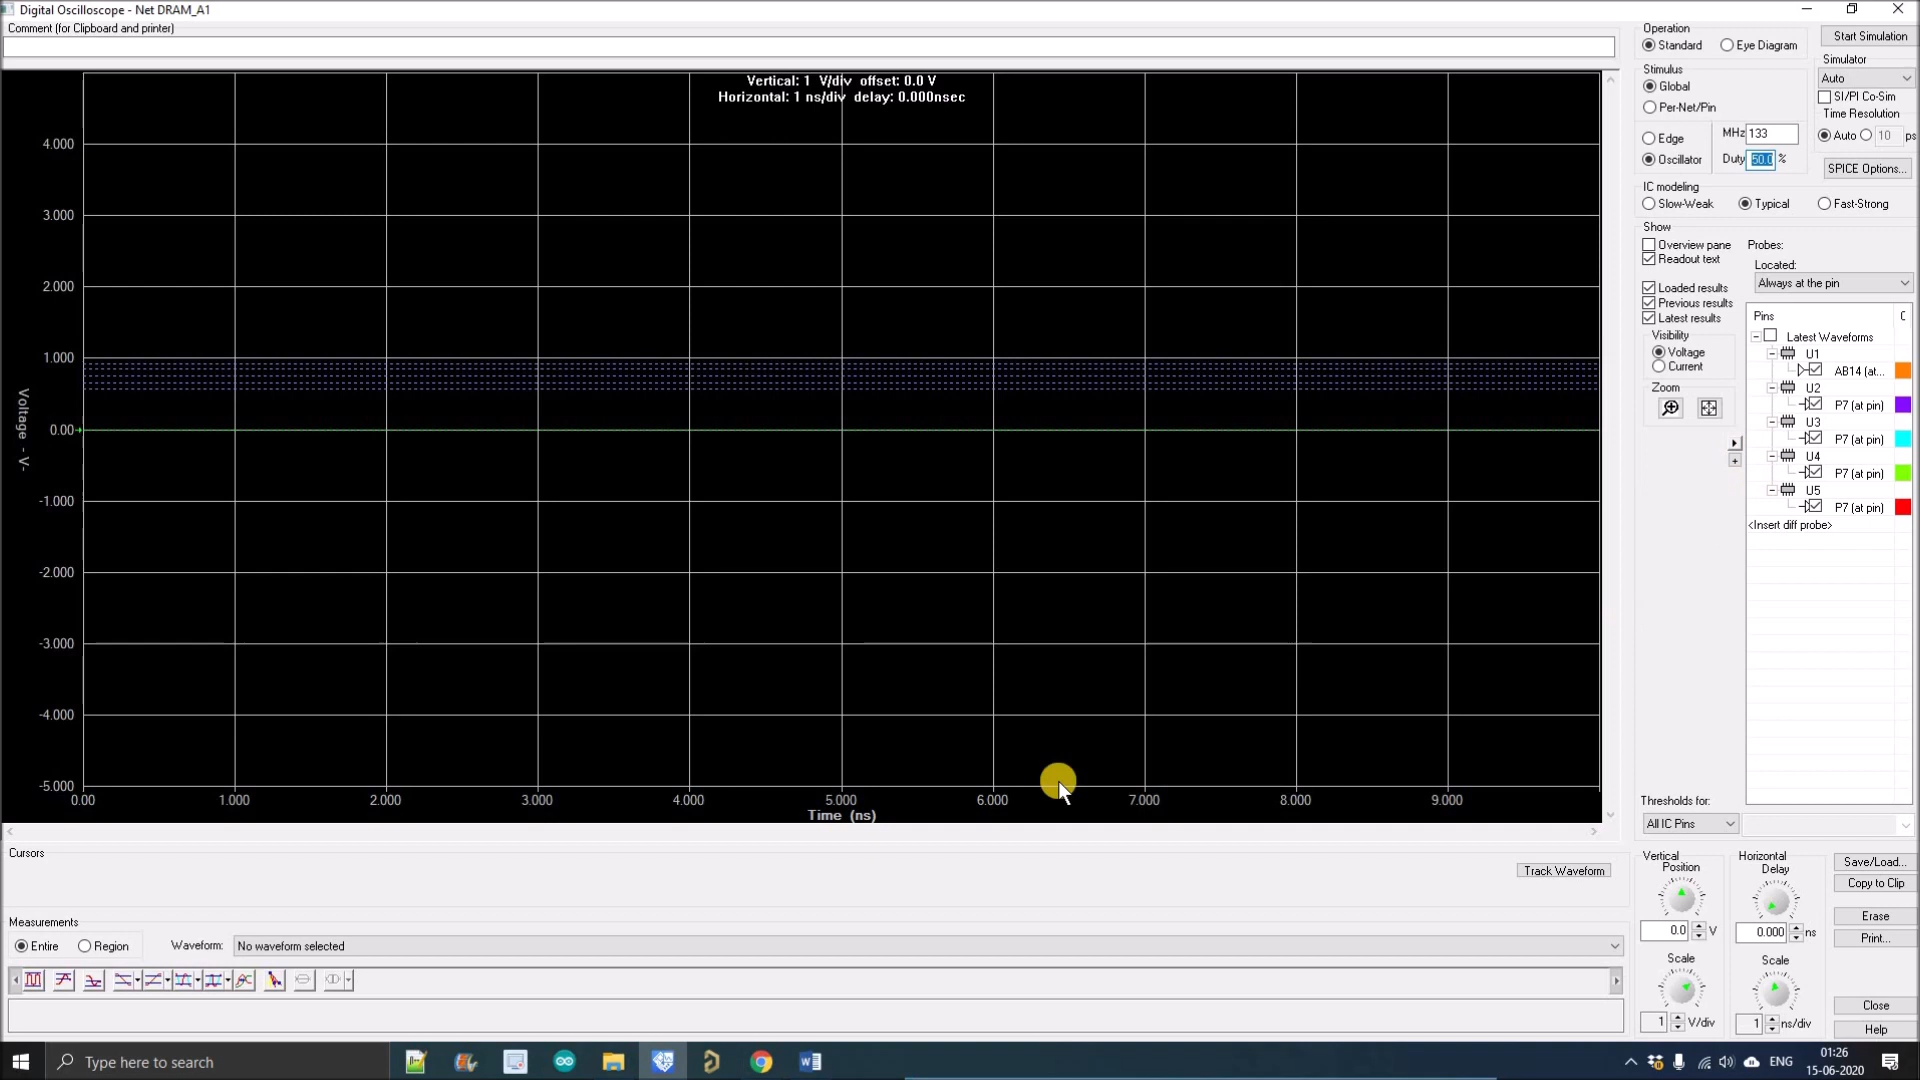 Digital Oscilloscope - Net DRAM_A1
Comment (for Clipboard and printer)
Vertical: 1 V/div offset: 0.0 V
Horizontal: 1 ns/div delay: 0.000nsec
4.000
3.000
2.000
1.000
0.00
-1.000
-2.000
-3.000
-4.000
-5.000
Voltage - V-
0.00 1.000 2.000 3.000 4.000 5.000 6.000 7.000 8.000 9.000
Time (ns)
Cursors
Track Waveform
Measurements
Entire Region Waveform: No waveform selected
Operation
Standard Eye Diagram
Start Simulation
Stimulus
Global
Per-Net/Pin
Simulator
Auto
SI/PI Co-Sim
Time Resolution
Auto 10 ps
Edge
Oscillator
MHz 133
Duty 50.0 %
SPICE Options...
IC modeling
Slow-Weak Typical Fast-Strong
Show
Overview pane
Readout text
Loaded results
Previous results
Latest results
Visibility
Voltage
Current
Zoom
Probes:
Located:
Always at the pin
Pins C
Latest Waveforms
U1
AB14 (at...
U2
P7 (at pin)
U3
P7 (at pin)
U4
P7 (at pin)
U5
P7 (at pin)
<Insert diff probe>
Thresholds for:
All IC Pins
Vertical
Position
0.0 V
Scale
1 V/div
Horizontal
Delay
0.000 ns
Scale
1 ns/div
Save/Load...
Copy to Clip
Erase
Print...
Close
Help
Type here to search
ENG
01:26
15-06-2020